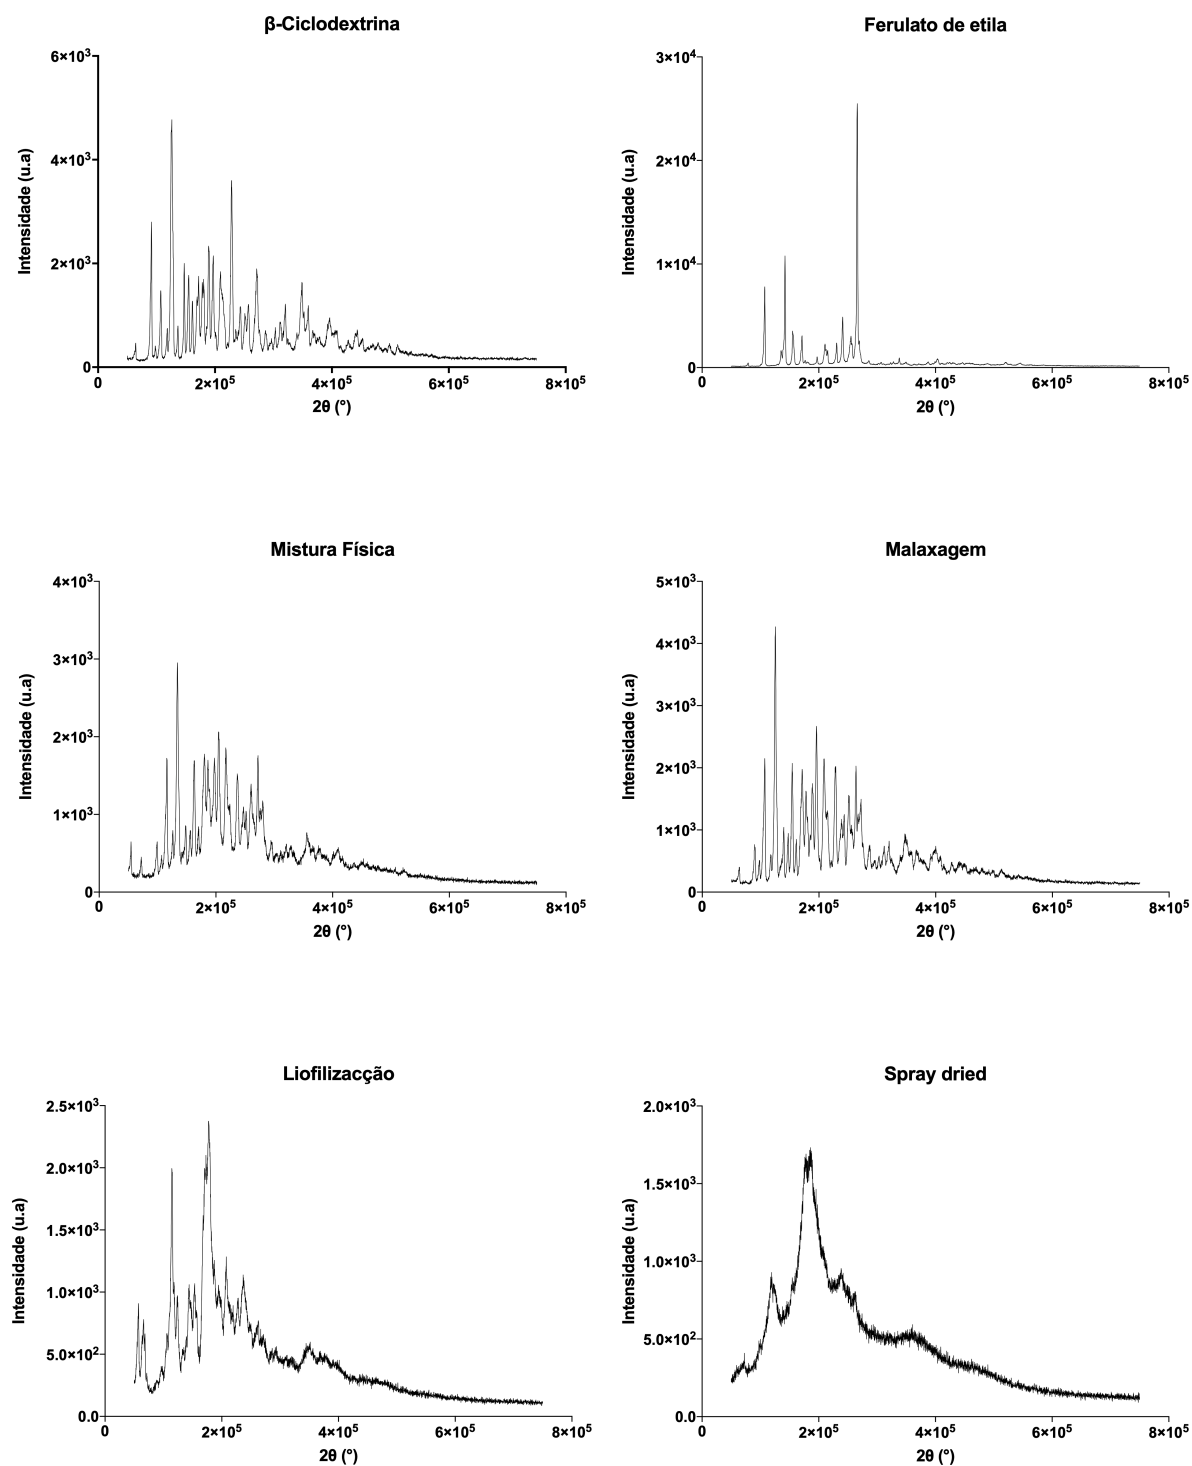 β-Ciclodextrina
6×10³
4×10³
2×10³
0
Intensidade (u.a)
0 2×10⁵ 4×10⁵ 6×10⁵ 8×10⁵
2θ (°)
Ferulato de etila
3×10⁴
2×10⁴
1×10⁴
0
Intensidade (u.a)
0 2×10⁵ 4×10⁵ 6×10⁵ 8×10⁵
2θ (°)
Mistura Física
4×10³
3×10³
2×10³
1×10³
0
Intensidade (u.a)
0 2×10⁵ 4×10⁵ 6×10⁵ 8×10⁵
2θ (°)
Malaxagem
5×10³
4×10³
3×10³
2×10³
1×10³
0
Intensidade (u.a)
0 2×10⁵ 4×10⁵ 6×10⁵ 8×10⁵
2θ (°)
Liofilizacção
2.5×10³
2.0×10³
1.5×10³
1.0×10³
5.0×10²
0.0
Intensidade (u.a)
0 2×10⁵ 4×10⁵ 6×10⁵ 8×10⁵
2θ (°)
Spray dried
2.0×10³
1.5×10³
1.0×10³
5.0×10²
0.0
Intensidade (u.a)
0 2×10⁵ 4×10⁵ 6×10⁵ 8×10⁵
2θ (°)